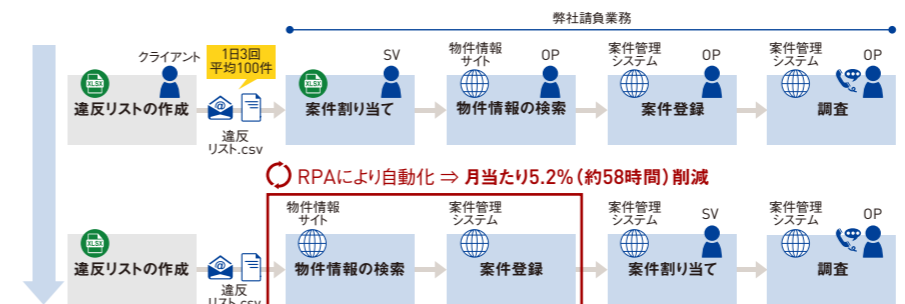 弊社請負業務
クライアント
1日3回
平均100件
SV
物件情報
サイト
OP
案件管理
システム
OP
案件管理
システム
OP
XLSX
XLSX
違反リストの作成
案件割り当て
物件情報の検索
案件登録
調査
違反
リスト.csv
RPAにより自動化 ⇒ 月当たり5.2%(約58時間)削減
物件情報
サイト
案件管理
システム
案件管理
システム
SV
案件管理
システム
OP
XLSX
違反リストの作成
物件情報の検索
案件登録
案件割り当て
調査
違反
リスト.csv